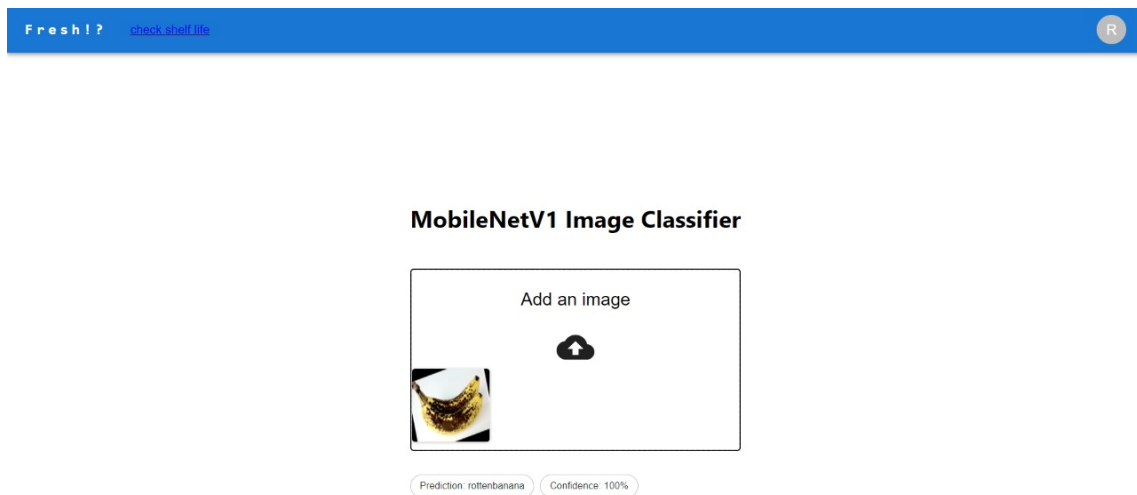 Fresh!? check shelf life R
MobileNetV1 Image Classifier
Add an image
Prediction: rottenbanana Confidence: 100%